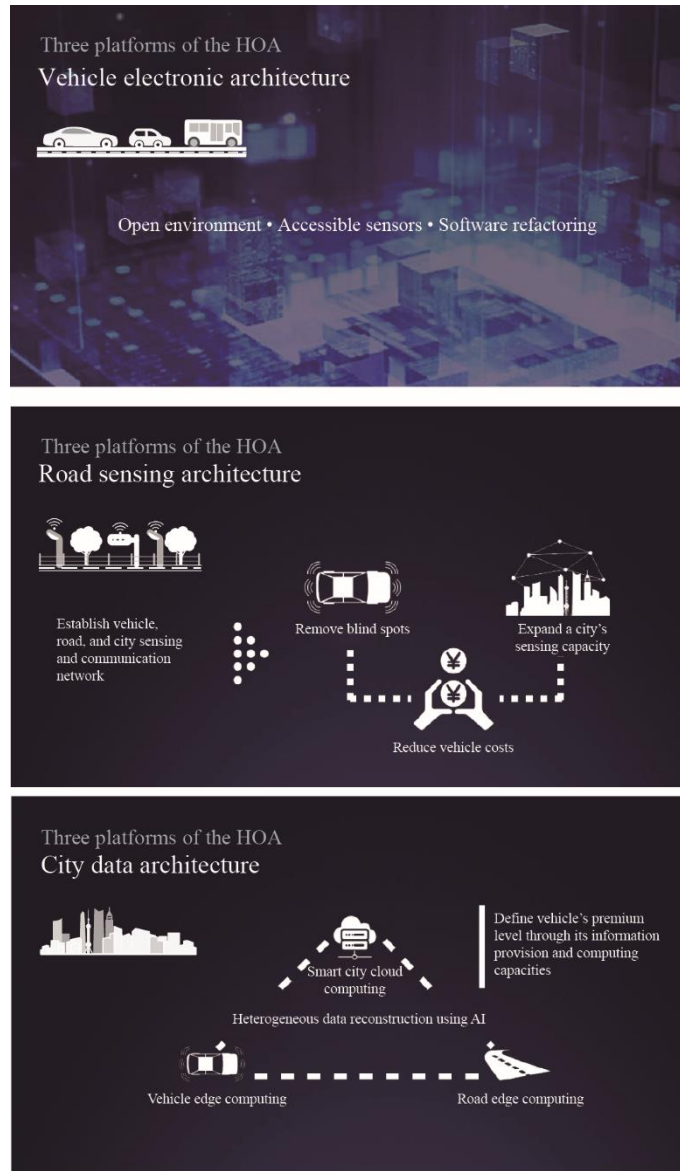 Three platforms of the HOA
Vehicle electronic architecture
Open environment • Accessible sensors • Software refactoring
Three platforms of the HOA
Road sensing architecture
Establish vehicle,
road, and city sensing
and communication
network
Remove blind spots
Expand a city's
sensing capacity
¥
¥
Reduce vehicle costs
Three platforms of the HOA
City data architecture
Define vehicle's premium
level through its information
provision and computing
capacities
Smart city cloud
computing
Heterogeneous data reconstruction using AI
Vehicle edge computing
Road edge computing